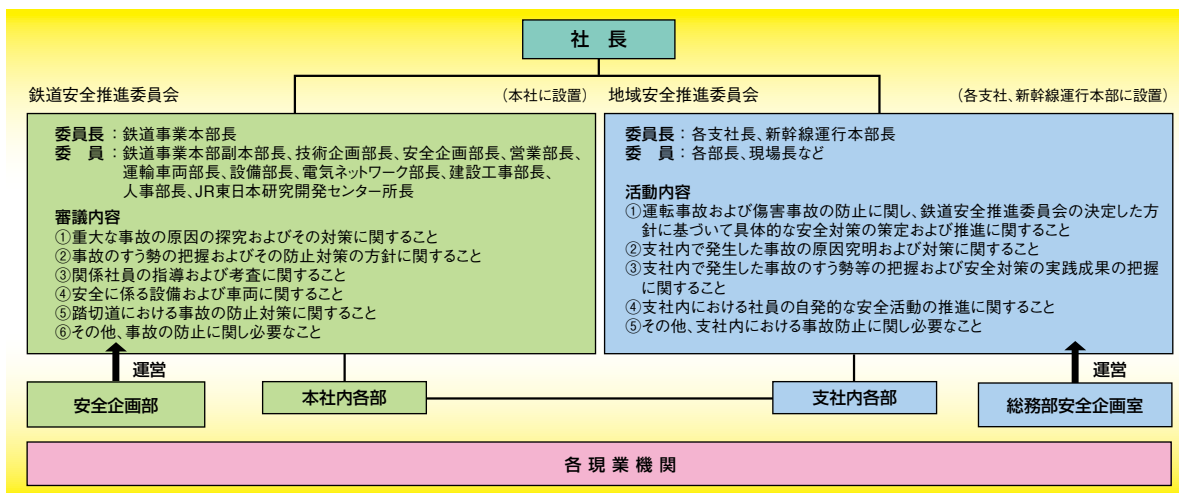 社長
鉄道安全推進委員会
(本社に設置)
委員長：鉄道事業本部長
委　員：鉄道事業本部副本部長、技術企画部長、安全企画部長、営業部長、
運輸車両部長、設備部長、電気ネットワーク部長、建設工事部長、
人事部長、JR東日本研究開発センター所長
審議内容
①重大な事故の原因の探究およびその対策に関すること
②事故のすう勢の把握およびその防止対策の方針に関すること
③関係社員の指導および考査に関すること
④安全に係る設備および車両に関すること
⑤踏切道における事故の防止対策に関すること
⑥その他、事故の防止に関し必要なこと
地域安全推進委員会
(各支社、新幹線運行本部に設置)
委員長：各支社長、新幹線運行本部長
委　員：各部長、現場長など
活動内容
①運転事故および傷害事故の防止に関し、鉄道安全推進委員会の決定した方
針に基づいて具体的な安全対策の策定および推進に関すること
②支社内で発生した事故の原因究明および対策に関すること
③支社内で発生した事故のすう勢等の把握および安全対策の実践成果の把握
に関すること
④支社内における社員の自発的な安全活動の推進に関すること
⑤その他、支社内における事故防止に関し必要なこと
運営
運営
安全企画部
本社内各部
支社内各部
総務部安全企画室
各現業機関